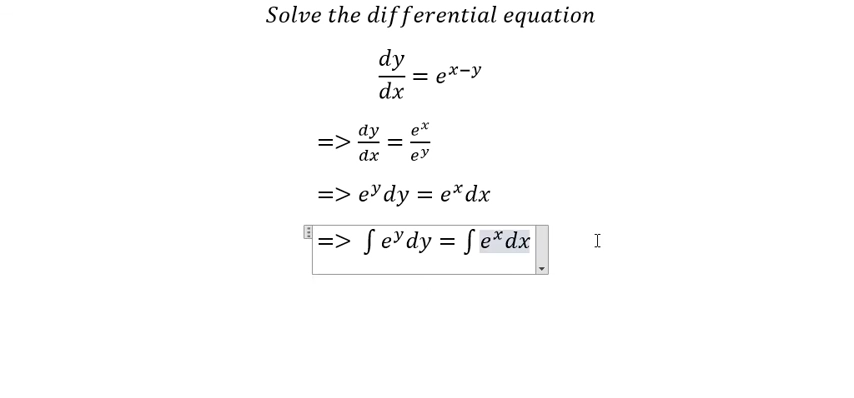 Solve the differential equation
dy/dx = e^{x-y}
=> dy/dx = e^x/e^y
=> e^y dy = e^x dx
=> ∫ e^y dy = ∫ e^x dx